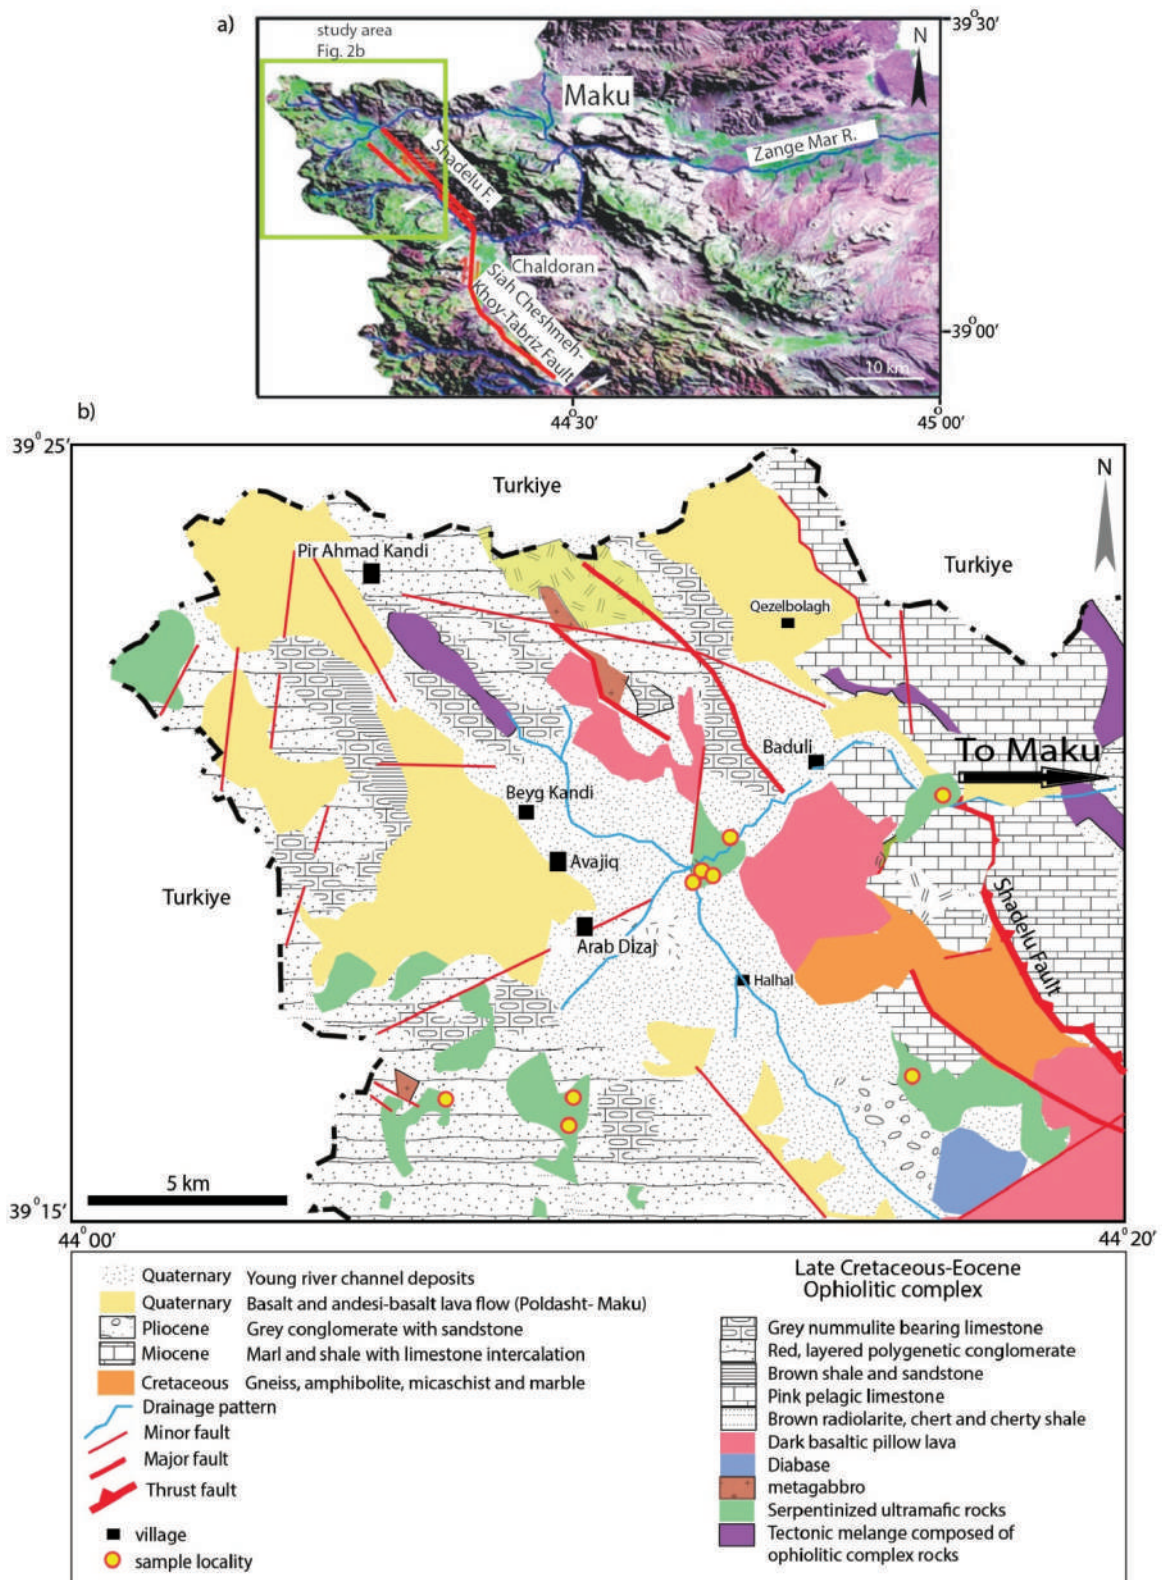 a)
study area
Fig. 2b
Maku
N
39°30'
Zange Mar R.
Shadelu F.
Chaldoran
Siah Cheshmeh-
Khoy-Tabriz Fault
39°00'
10 km
44°30'
45°00'
b)
39°25'
Turkiye
N
Pir Ahmad Kandi
Turkiye
Qezelbolagh
Baduli
To Maku
Beyg Kandi
Avajiq
Turkiye
Arab Dizaj
Shadelu Fault
Halhal
5 km
39°15'
44°00'
44°20'
Quaternary Young river channel deposits
Quaternary Basalt and andesi-basalt lava flow (Poldasht- Maku)
Pliocene Grey conglomerate with sandstone
Miocene Marl and shale with limestone intercalation
Cretaceous Gneiss, amphibolite, micaschist and marble
Drainage pattern
Minor fault
Major fault
Thrust fault
village
sample locality
Late Cretaceous-Eocene
Ophiolitic complex
Grey nummulite bearing limestone
Red, layered polygenetic conglomerate
Brown shale and sandstone
Pink pelagic limestone
Brown radiolarite, chert and cherty shale
Dark basaltic pillow lava
Diabase
metagabbro
Serpentinized ultramafic rocks
Tectonic melange composed of
ophiolitic complex rocks